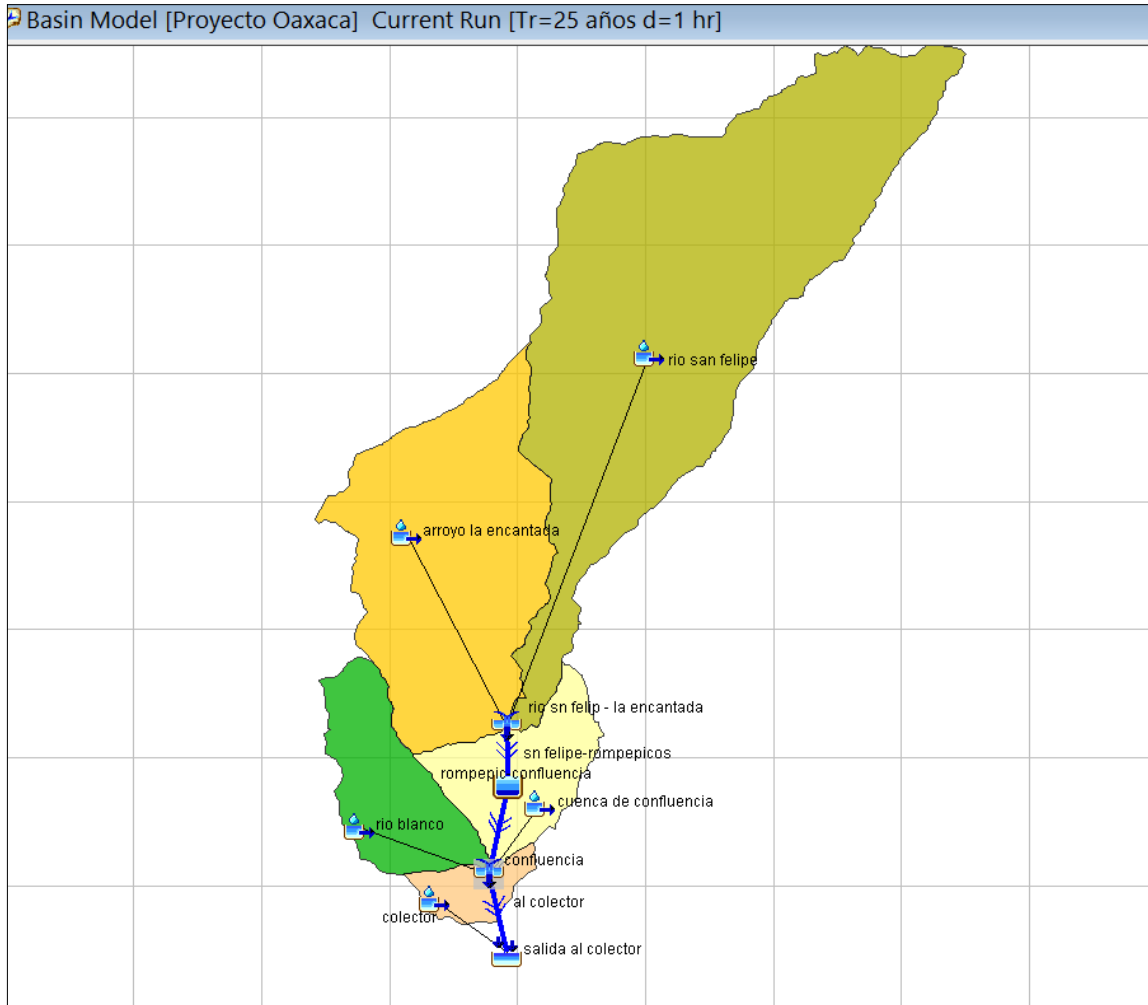 Basin Model [Proyecto Oaxaca] Current Run [Tr=25 años d=1 hr]
rio san felipe
arroyo la encantada
rio sn felip - la encantada
sn felipe-rompepicos
rompepic confluencia
cuenca de confluencia
rio blanco
confluencia
al colector
colector
salida al colector